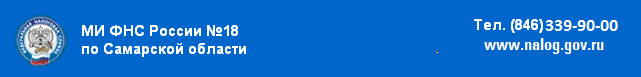 МИ ФНС России №18
по Самарской области
Тел. (846) 339-90-00
www.nalog.gov.ru